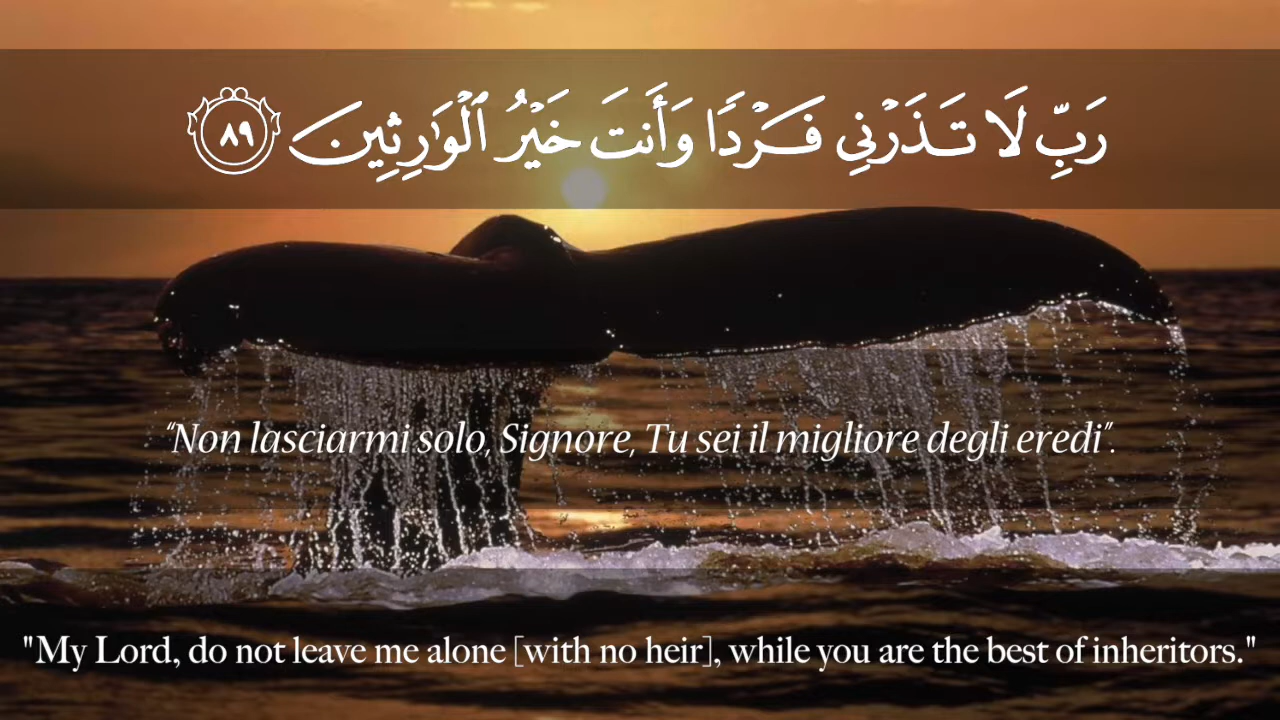 رَبِّ لَا تَذَرْنِي فَرْدًا وَأَنتَ خَيْرُ ٱلْوَٰرِثِينَ ٨٩
“Non lasciarmi solo, Signore, Tu sei il migliore degli eredi”.
"My Lord, do not leave me alone [with no heir], while you are the best of inheritors."